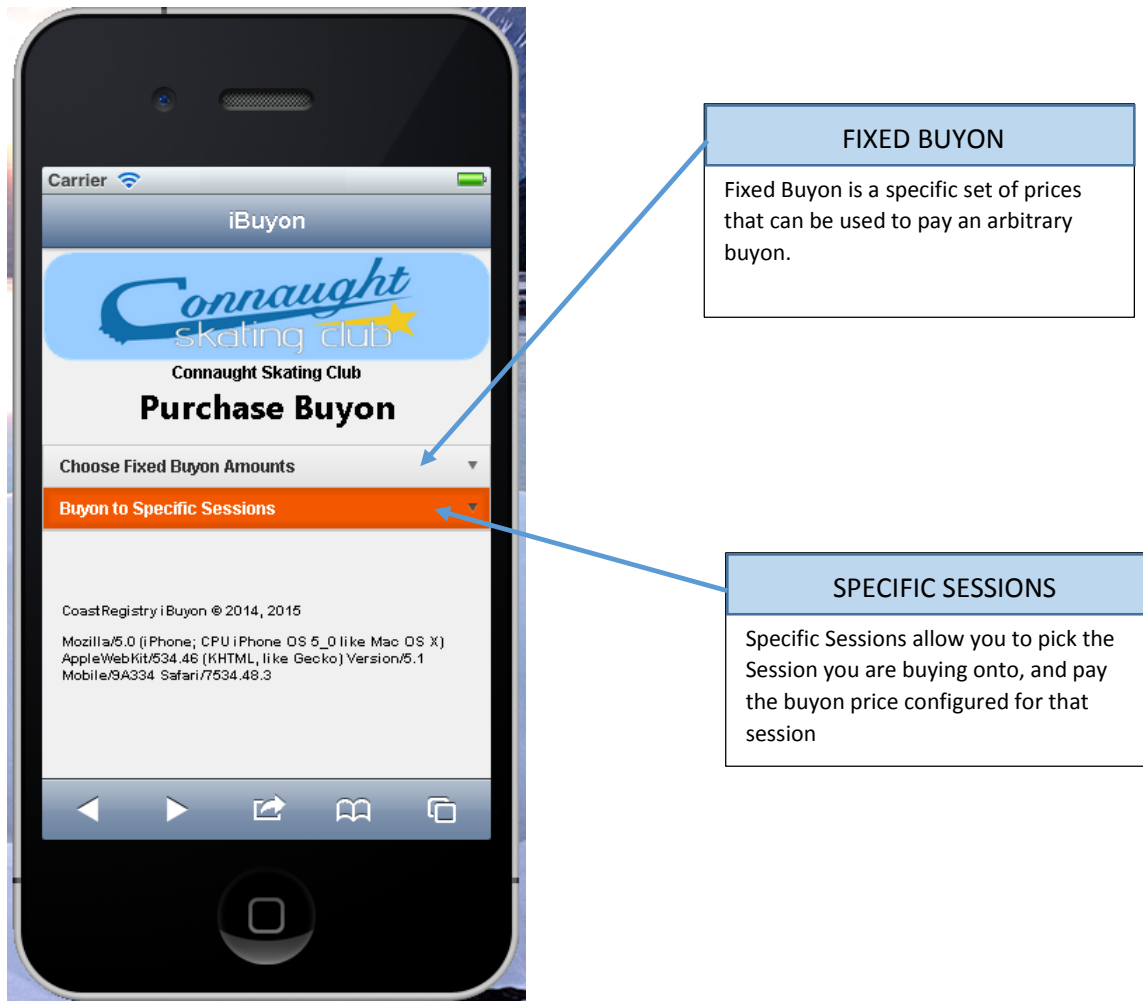 Carrier
iBuyon
Connaught
skating club
Connaught Skating Club
Purchase Buyon
Choose Fixed Buyon Amounts
Buyon to Specific Sessions
CoastRegistry iBuyon © 2014, 2015
Mozilla/5.0 (iPhone; CPU iPhone OS 5_0 like Mac OS X)
AppleWebKit/534.46 (KHTML, like Gecko) Version/5.1
Mobile/9A334 Safari/7534.48.3
FIXED BUYON
Fixed Buyon is a specific set of prices
that can be used to pay an arbitrary
buyon.
SPECIFIC SESSIONS
Specific Sessions allow you to pick the
Session you are buying onto, and pay
the buyon price configured for that
session